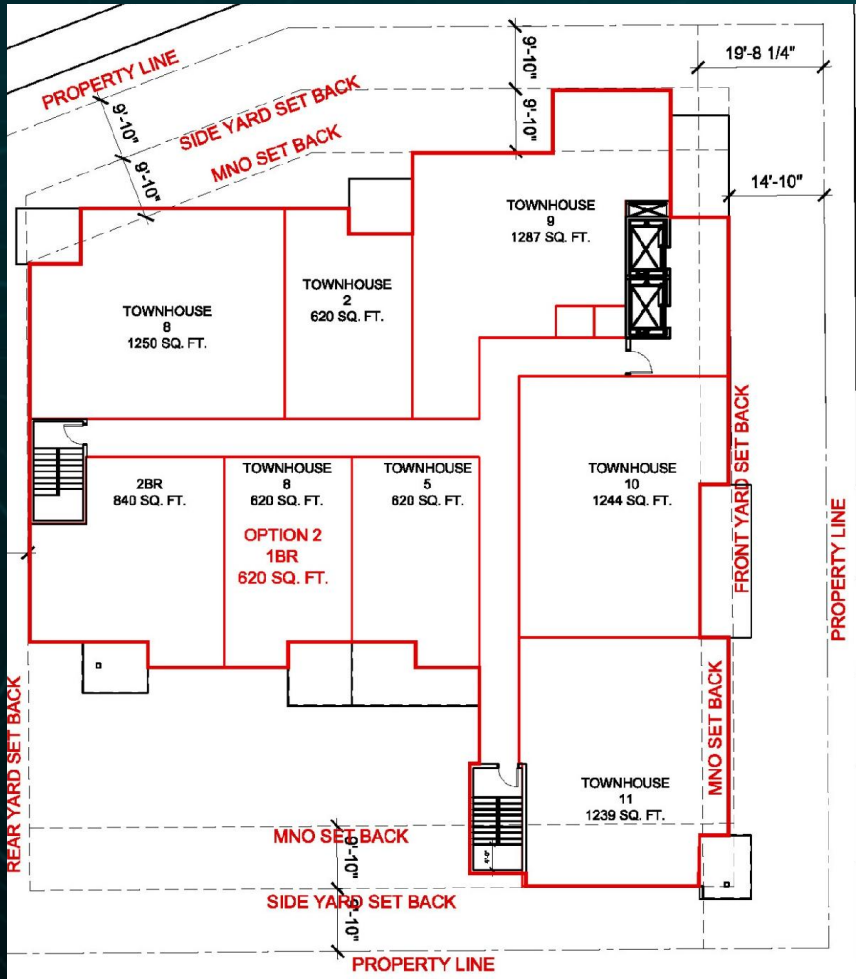 PROPERTY LINE
9'-10"
9'-10"
SIDE YARD SET BACK
MNO SET BACK
9'-10"
9'-10"
19'-8 1/4"
14'-10"
TOWNHOUSE
9
1287 SQ. FT.
TOWNHOUSE
8
1250 SQ. FT.
TOWNHOUSE
2
620 SQ. FT.
2BR
840 SQ. FT.
TOWNHOUSE
8
620 SQ. FT.
OPTION 2
1BR
620 SQ. FT.
TOWNHOUSE
5
620 SQ. FT.
TOWNHOUSE
10
1244 SQ. FT.
FRONT YARD SET BACK
PROPERTY LINE
REAR YARD SET BACK
MNO SET BACK
TOWNHOUSE
11
1239 SQ. FT.
MNO SET BACK
9'-10"
SIDE YARD SET BACK
9'-10"
PROPERTY LINE